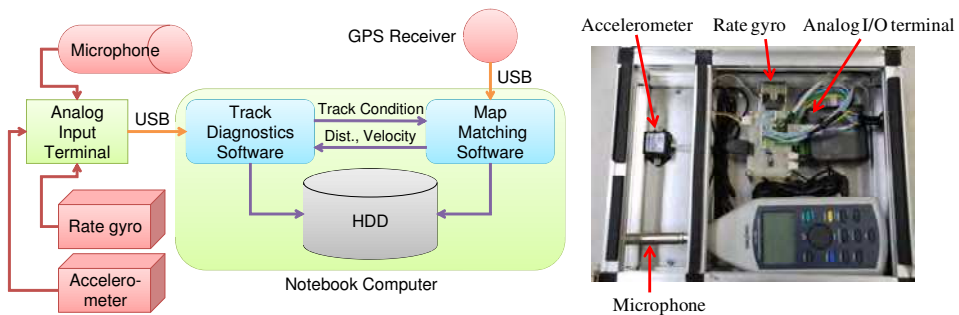 Microphone
GPS Receiver
USB
Analog
Input
Terminal
USB
Track
Diagnostics
Software
Track Condition
Dist., Velocity
Map
Matching
Software
HDD
Rate gyro
Accelero-
meter
Notebook Computer
Accelerometer
Rate gyro
Analog I/O terminal
Microphone